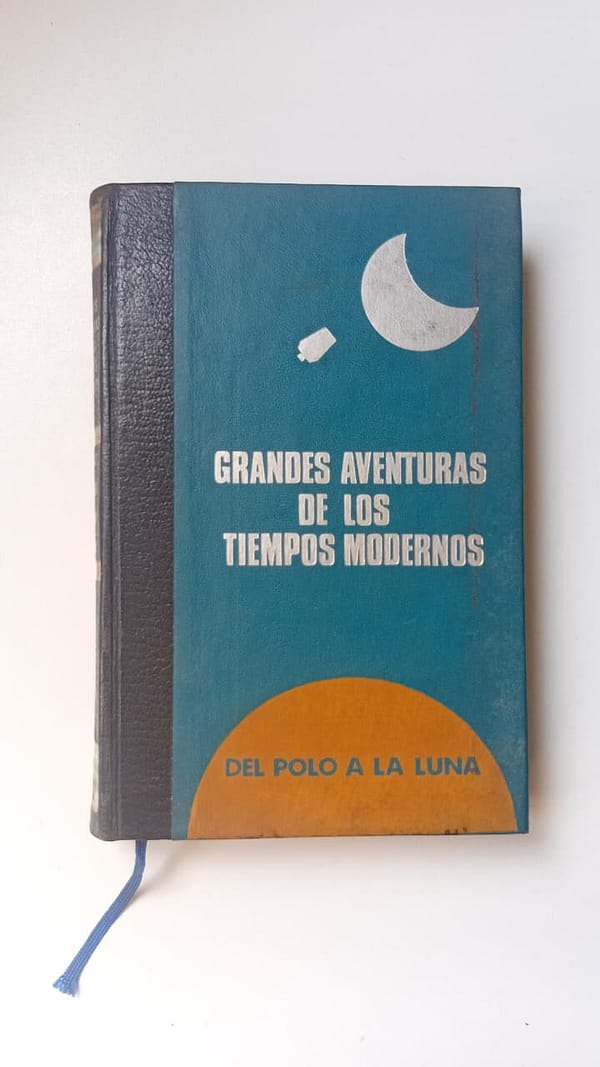 GRANDES AVENTURAS
DE LOS
TIEMPOS MODERNOS
DEL POLO A LA LUNA